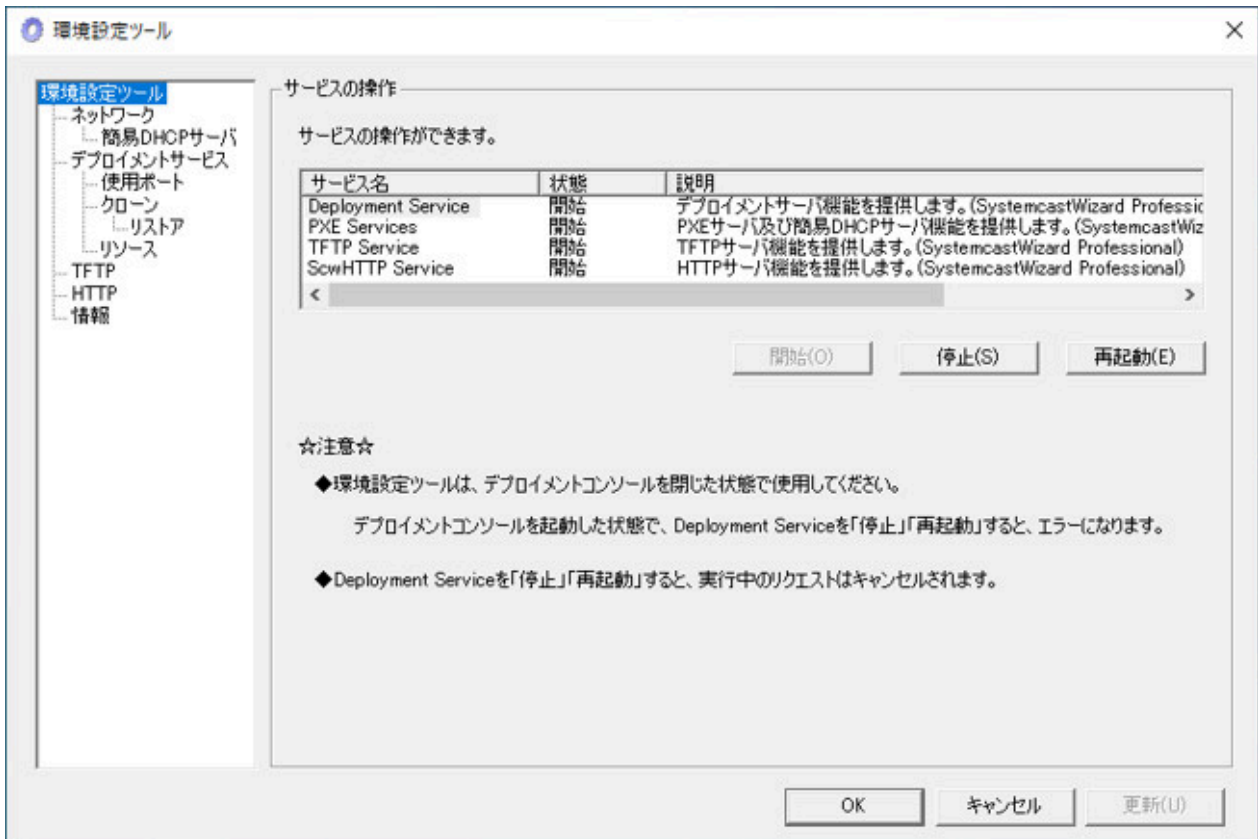 環境設定ツール
環境設定ツール
ネットワーク
簡易DHCPサーバ
デプロイメントサービス
使用ポート
クローン
リストア
リソース
TFTP
HTTP
情報
サービスの操作
サービスの操作ができます。
サービス名 状態 説明
Deployment Service 開始 デプロイメントサーバ機能を提供します。(SystemcastWizard Professic
PXE Services 開始 PXEサーバ及び簡易DHCPサーバ機能を提供します。(SystemcastWiz
TFTP Service 開始 TFTPサーバ機能を提供します。(SystemcastWizard Professional)
ScwHTTP Service 開始 HTTPサーバ機能を提供します。(SystemcastWizard Professional)
開始(O) 停止(S) 再起動(E)
☆注意☆
◆環境設定ツールは、デプロイメントコンソールを閉じた状態で使用してください。
デプロイメントコンソールを起動した状態で、Deployment Serviceを「停止」「再起動」すると、エラーになります。
◆Deployment Serviceを「停止」「再起動」すると、実行中のリクエストはキャンセルされます。
OK キャンセル 更新(U)